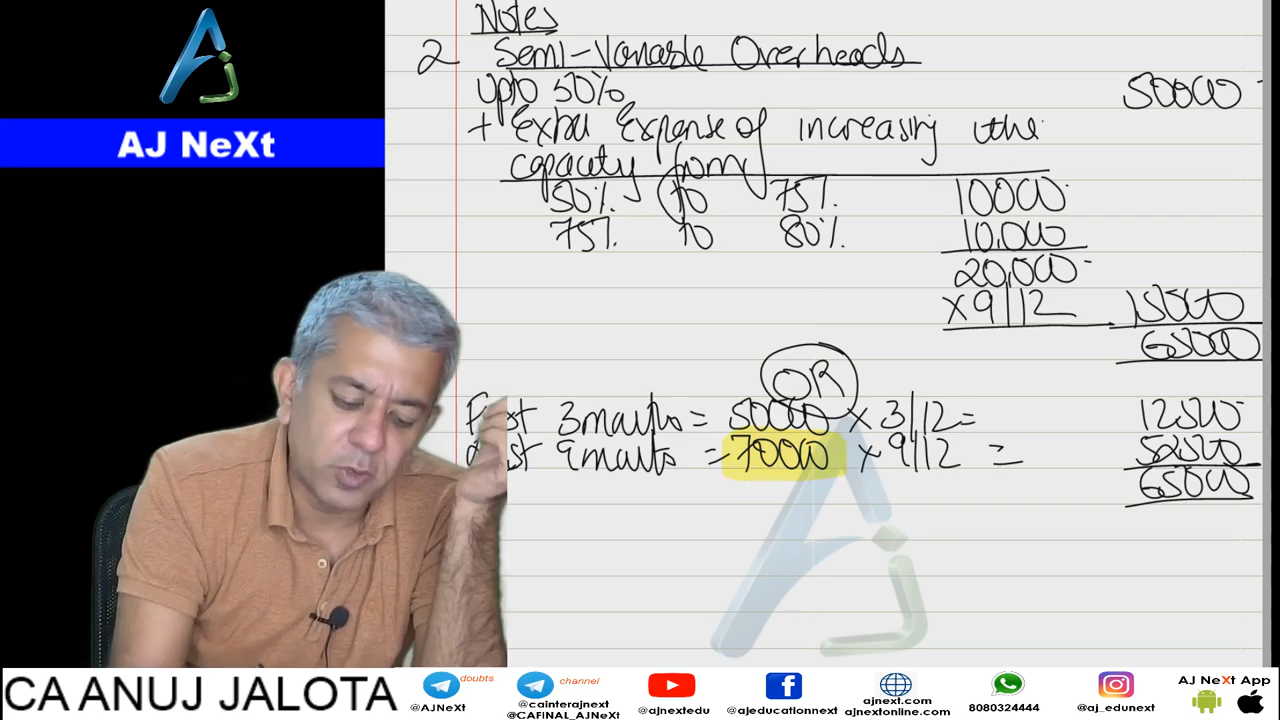 Notes
2 Semi-Variable Overheads
Upto 50% 50000
+ Extra Expense of increasing the
capacity from
50% to 75% 10000
75% to 80% 10,000
20,000
x 9/12 15000
65000
OR
First 3 months = 50000 x 3/12 = 12500
Last 9 months = 70000 x 9/12 = 52500
65000
AJ NeXt
CA ANUJ JALOTA
doubts
@AJNeXt
channel
@cainterajnext
@CAFINAL_AJNeXt
@ajnextedu
@ajeducationnext
ajnext.com
ajnextonline.com
8080324444
@aj_edunext
AJ NeXt App